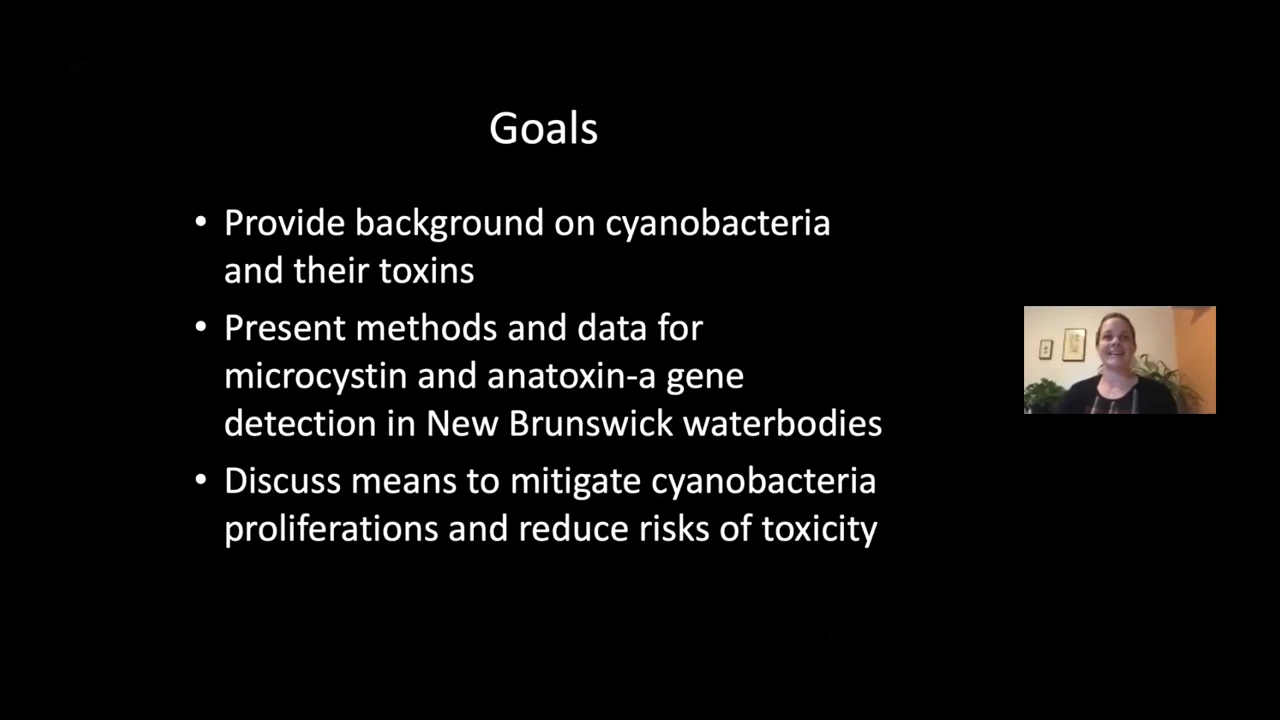 Goals
• Provide background on cyanobacteria
and their toxins
• Present methods and data for
microcystin and anatoxin-a gene
detection in New Brunswick waterbodies
• Discuss means to mitigate cyanobacteria
proliferations and reduce risks of toxicity